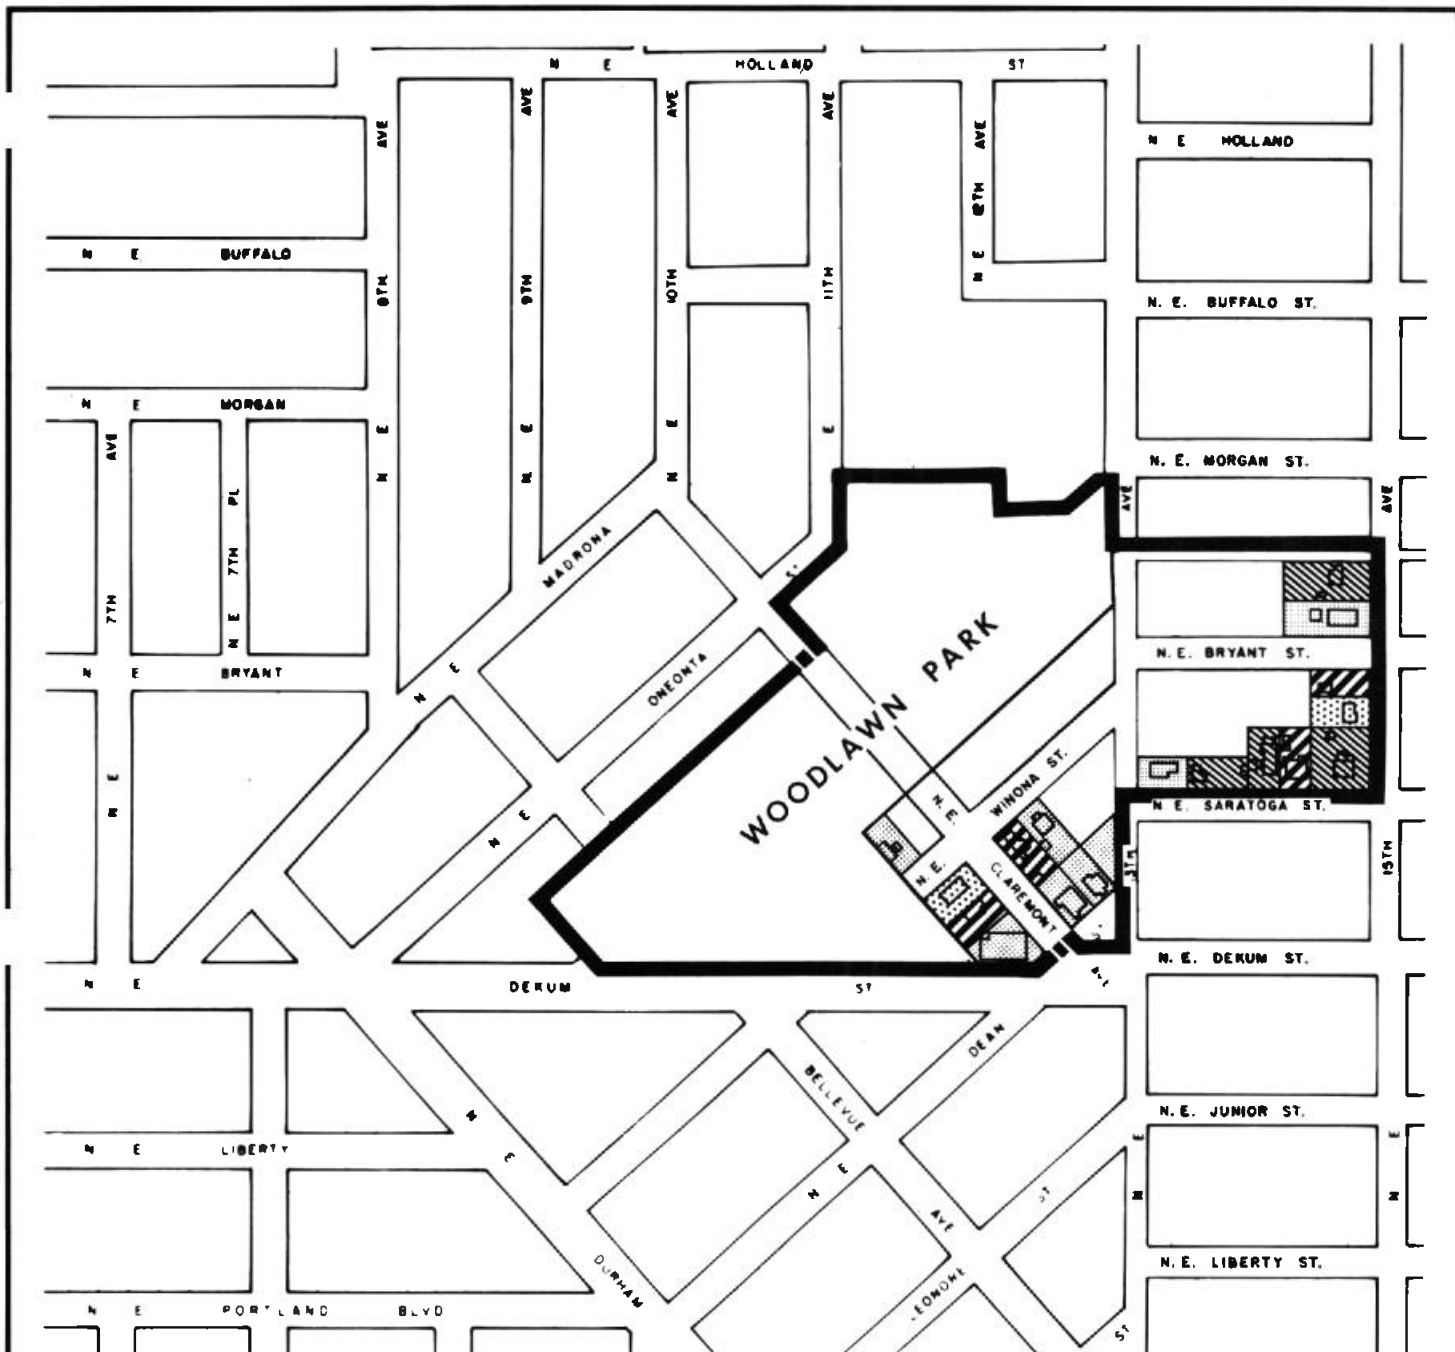 N E HOLLAND ST
AVE
AVE
AVE
AVE
N E 12TH AVE
N E HOLLAND
N E BUFFALO
8TH
9TH
10TH
11TH
N. E. BUFFALO ST.
N E MORGAN
N E
N E
N E
E
N. E. MORGAN ST.
AVE
7TH
N E
N E 7TH PL
AVE
AVE
N E MADRONA
ST
N E ONEONTA
N E BRYANT
N. E. BRYANT ST.
WOODLAWN PARK
WINONA ST.
N. E.
N. E. SARATOGA ST.
N. E. CLAREMONT
AVE
15TH
N E DEKUM ST
N. E. DEKUM ST.
DEAN
BELLEVUE
AVE
N. E. JUNIOR ST.
N E
N E
N E LIBERTY
N E
N E
ST
N. E. LIBERTY ST.
DURHAM
LEONORE
ST
N E PORTLAND BLVD